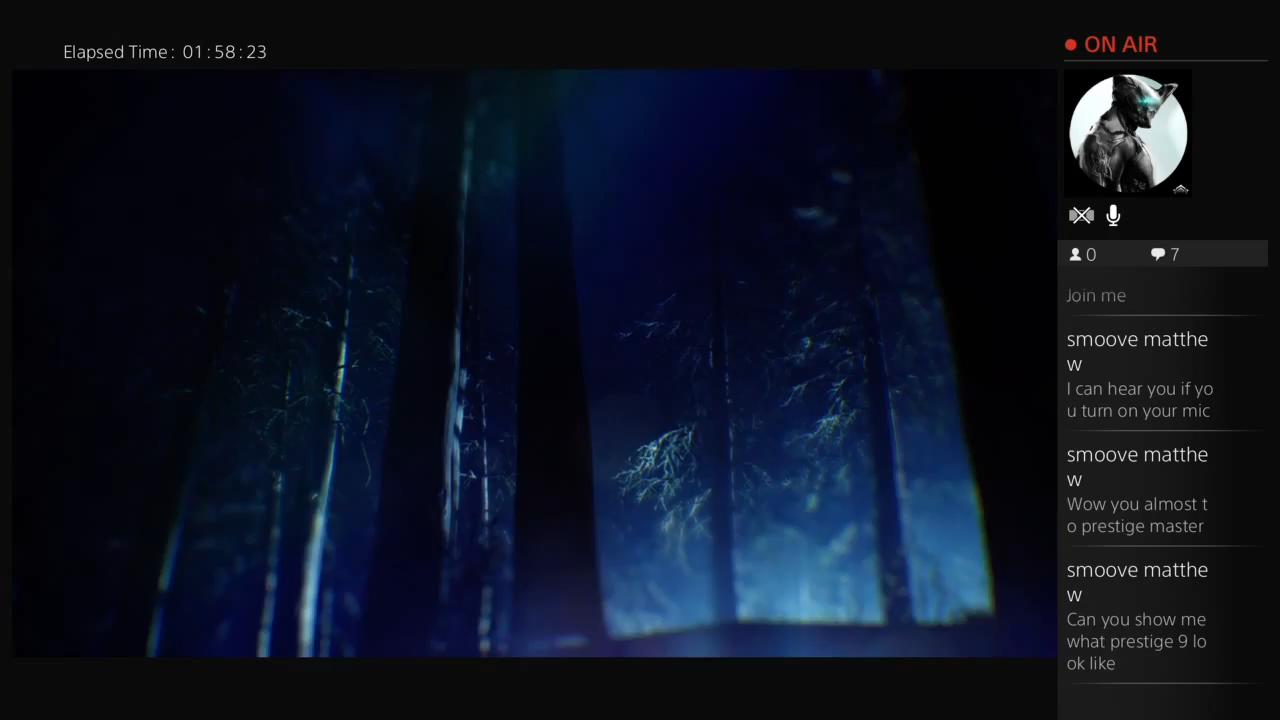 Elapsed Time: 01:58:23
ON AIR
0 7
Join me
smoove matthe
w
I can hear you if yo
u turn on your mic
smoove matthe
w
Wow you almost t
o prestige master
smoove matthe
w
Can you show me
what prestige 9 lo
ok like